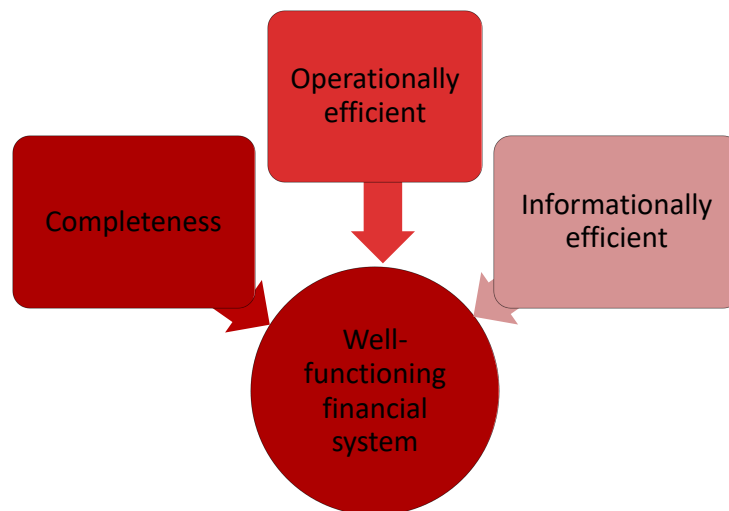 Operationally
efficient
Completeness
Informationally
efficient
Well-
functioning
financial
system